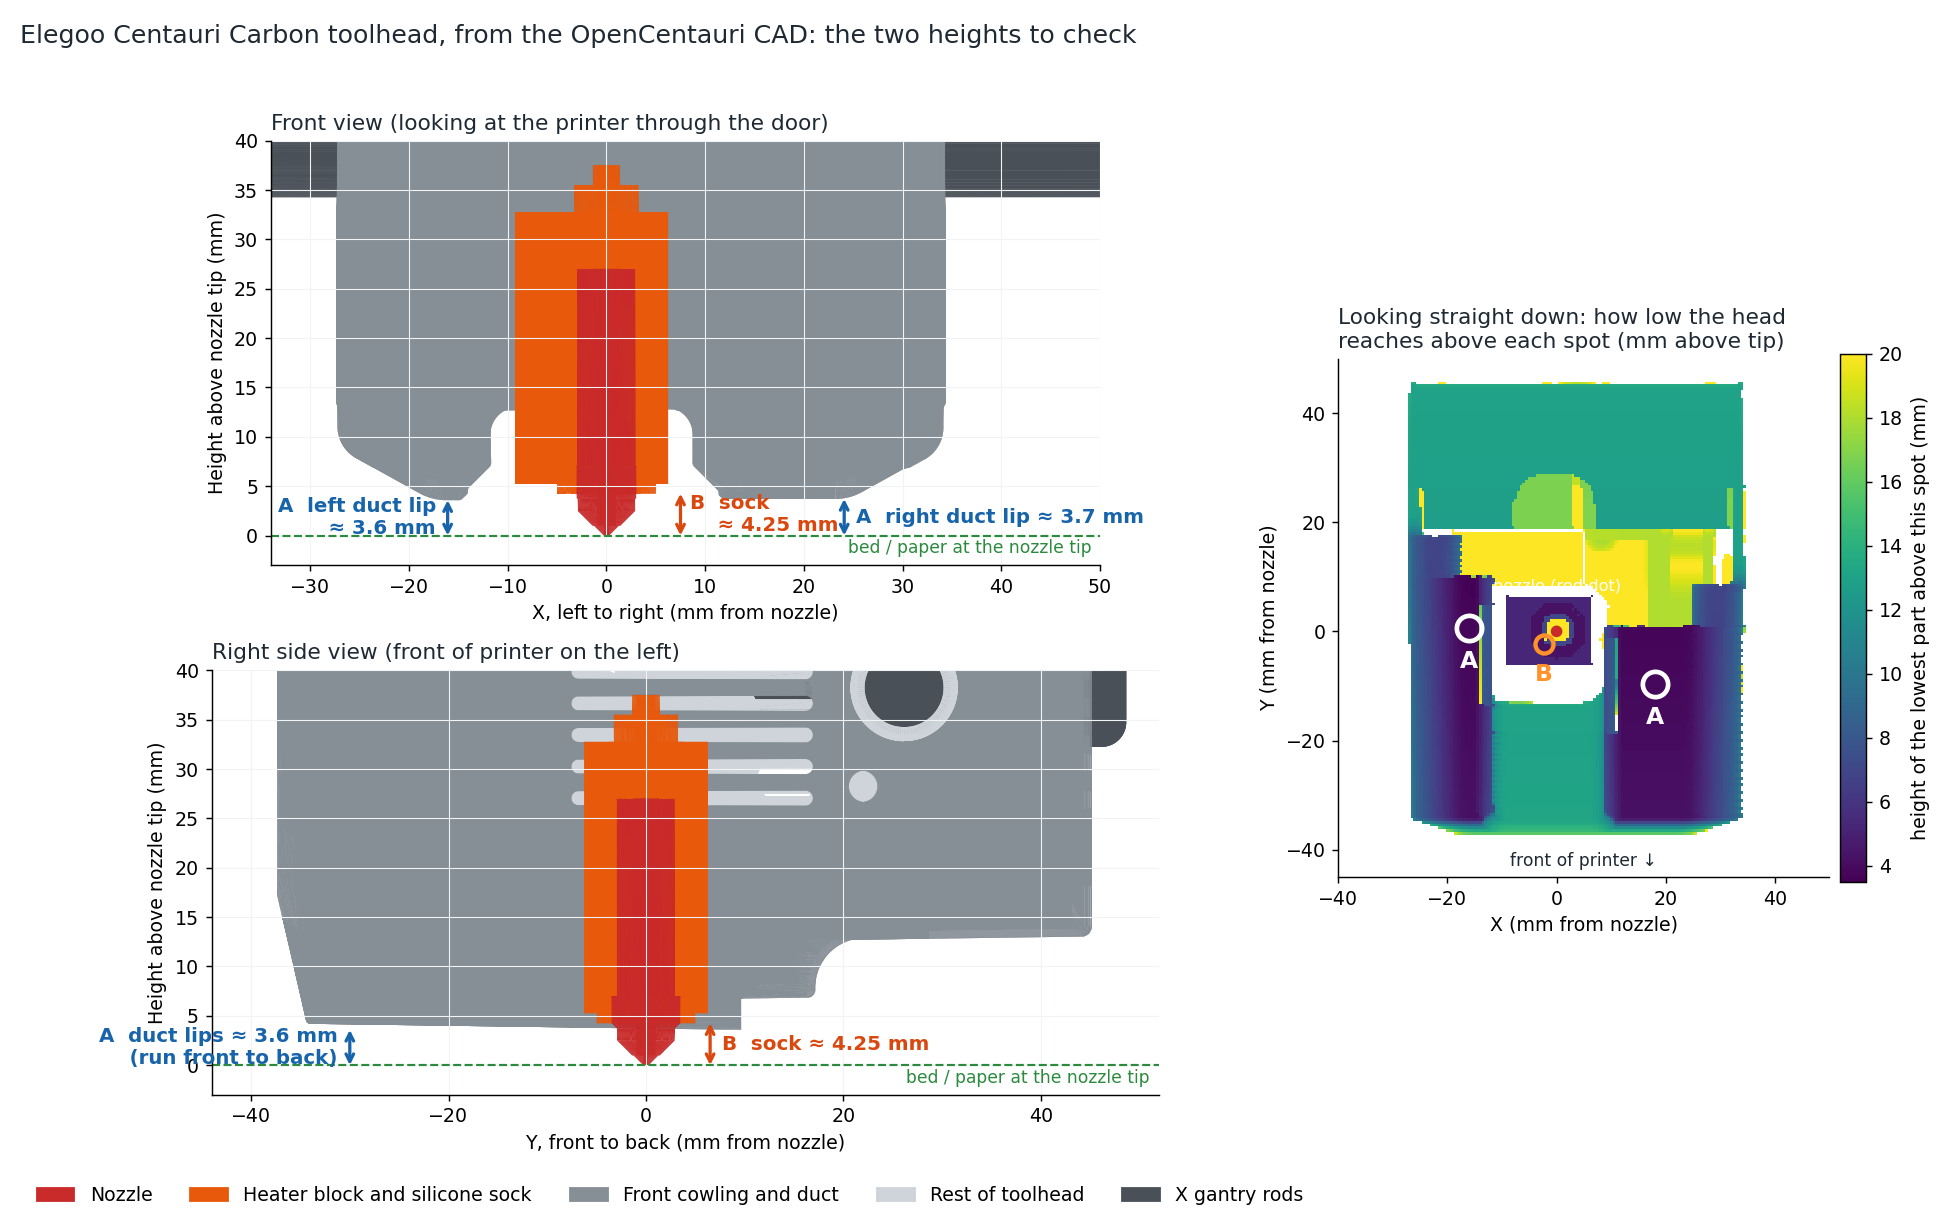 Elegoo Centauri Carbon toolhead, from the OpenCentauri CAD: the two heights to check
Front view (looking at the printer through the door)
Height above nozzle tip (mm)
40
35
30
25
20
15
10
5
0
A left duct lip
≈ 3.6 mm
B sock
≈ 4.25 mm
A right duct lip ≈ 3.7 mm
bed / paper at the nozzle tip
−30
−20
−10
0
10
20
30
40
50
X, left to right (mm from nozzle)
Right side view (front of printer on the left)
Height above nozzle tip (mm)
40
35
30
25
20
15
10
5
0
A duct lips ≈ 3.6 mm
(run front to back)
B sock ≈ 4.25 mm
bed / paper at the nozzle tip
−40
−20
0
20
40
Y, front to back (mm from nozzle)
Looking straight down: how low the head
reaches above each spot (mm above tip)
Y (mm from nozzle)
40
20
0
−20
−40
nozzle (red dot)
A
B
A
front of printer ↓
−40
−20
0
20
40
X (mm from nozzle)
20
18
16
14
12
10
8
6
4
height of the lowest part above this spot (mm)
Nozzle
Heater block and silicone sock
Front cowling and duct
Rest of toolhead
X gantry rods